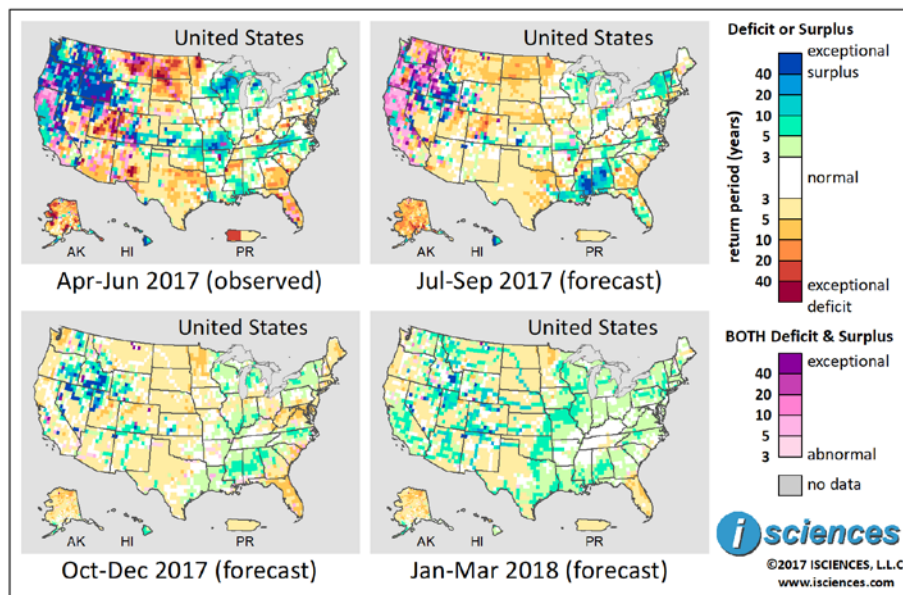 United States
AK HI PR
Apr-Jun 2017 (observed)
United States
AK HI PR
Jul-Sep 2017 (forecast)
United States
AK HI PR
Oct-Dec 2017 (forecast)
United States
AK HI PR
Jan-Mar 2018 (forecast)
Deficit or Surplus
return period (years)
exceptional
surplus
40
20
10
5
3
normal
3
5
10
20
40
exceptional
deficit
BOTH Deficit & Surplus
exceptional
40
20
10
5
3
abnormal
no data
i sciences
©2017 ISCIENCES, L.L.C
www.isciences.com